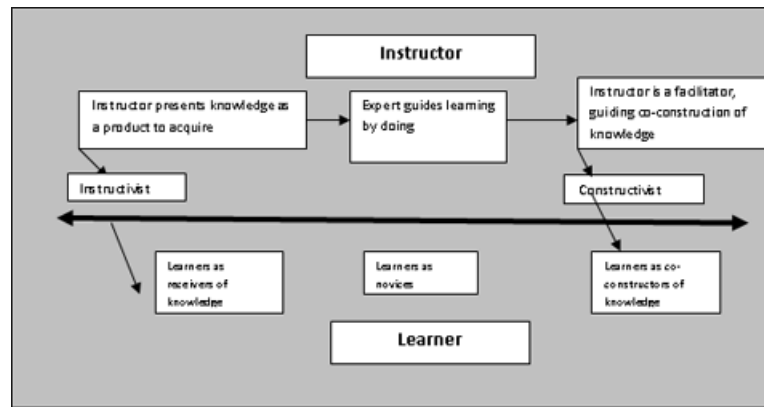 Instructor
Instructor presents knowledge as
a product to acquire
Expert guides learning
by doing
Instructor is a facilitator,
guiding co-construction of
knowledge
Instructivist
Constructivist
Learners as
receivers of
knowledge
Learners as
novices
Learners as co-
constructors of
knowledge
Learner